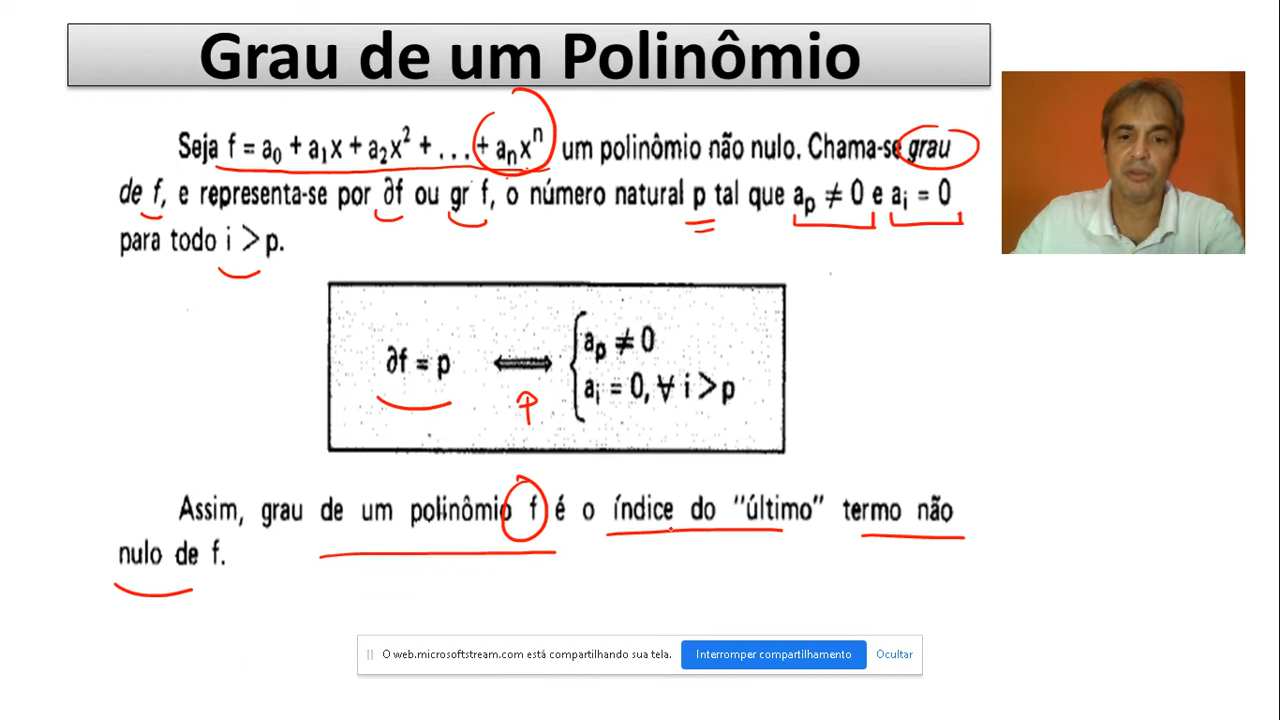 Grau de um Polinômio
Seja f = a₀ + a₁x + a₂x² + . . . + aₙxⁿ um polinômio não nulo. Chama-se grau
de f, e representa-se por ∂f ou gr f, o número natural p tal que aₚ ≠ 0 e aᵢ = 0
para todo i > p.
∂f = p ⟺ { aₚ ≠ 0
aᵢ = 0, ∀ i > p
Assim, grau de um polinômio f é o índice do "último" termo não
nulo de f.
O web.microsoftstream.com está compartilhando sua tela. Interromper compartilhamento Ocultar